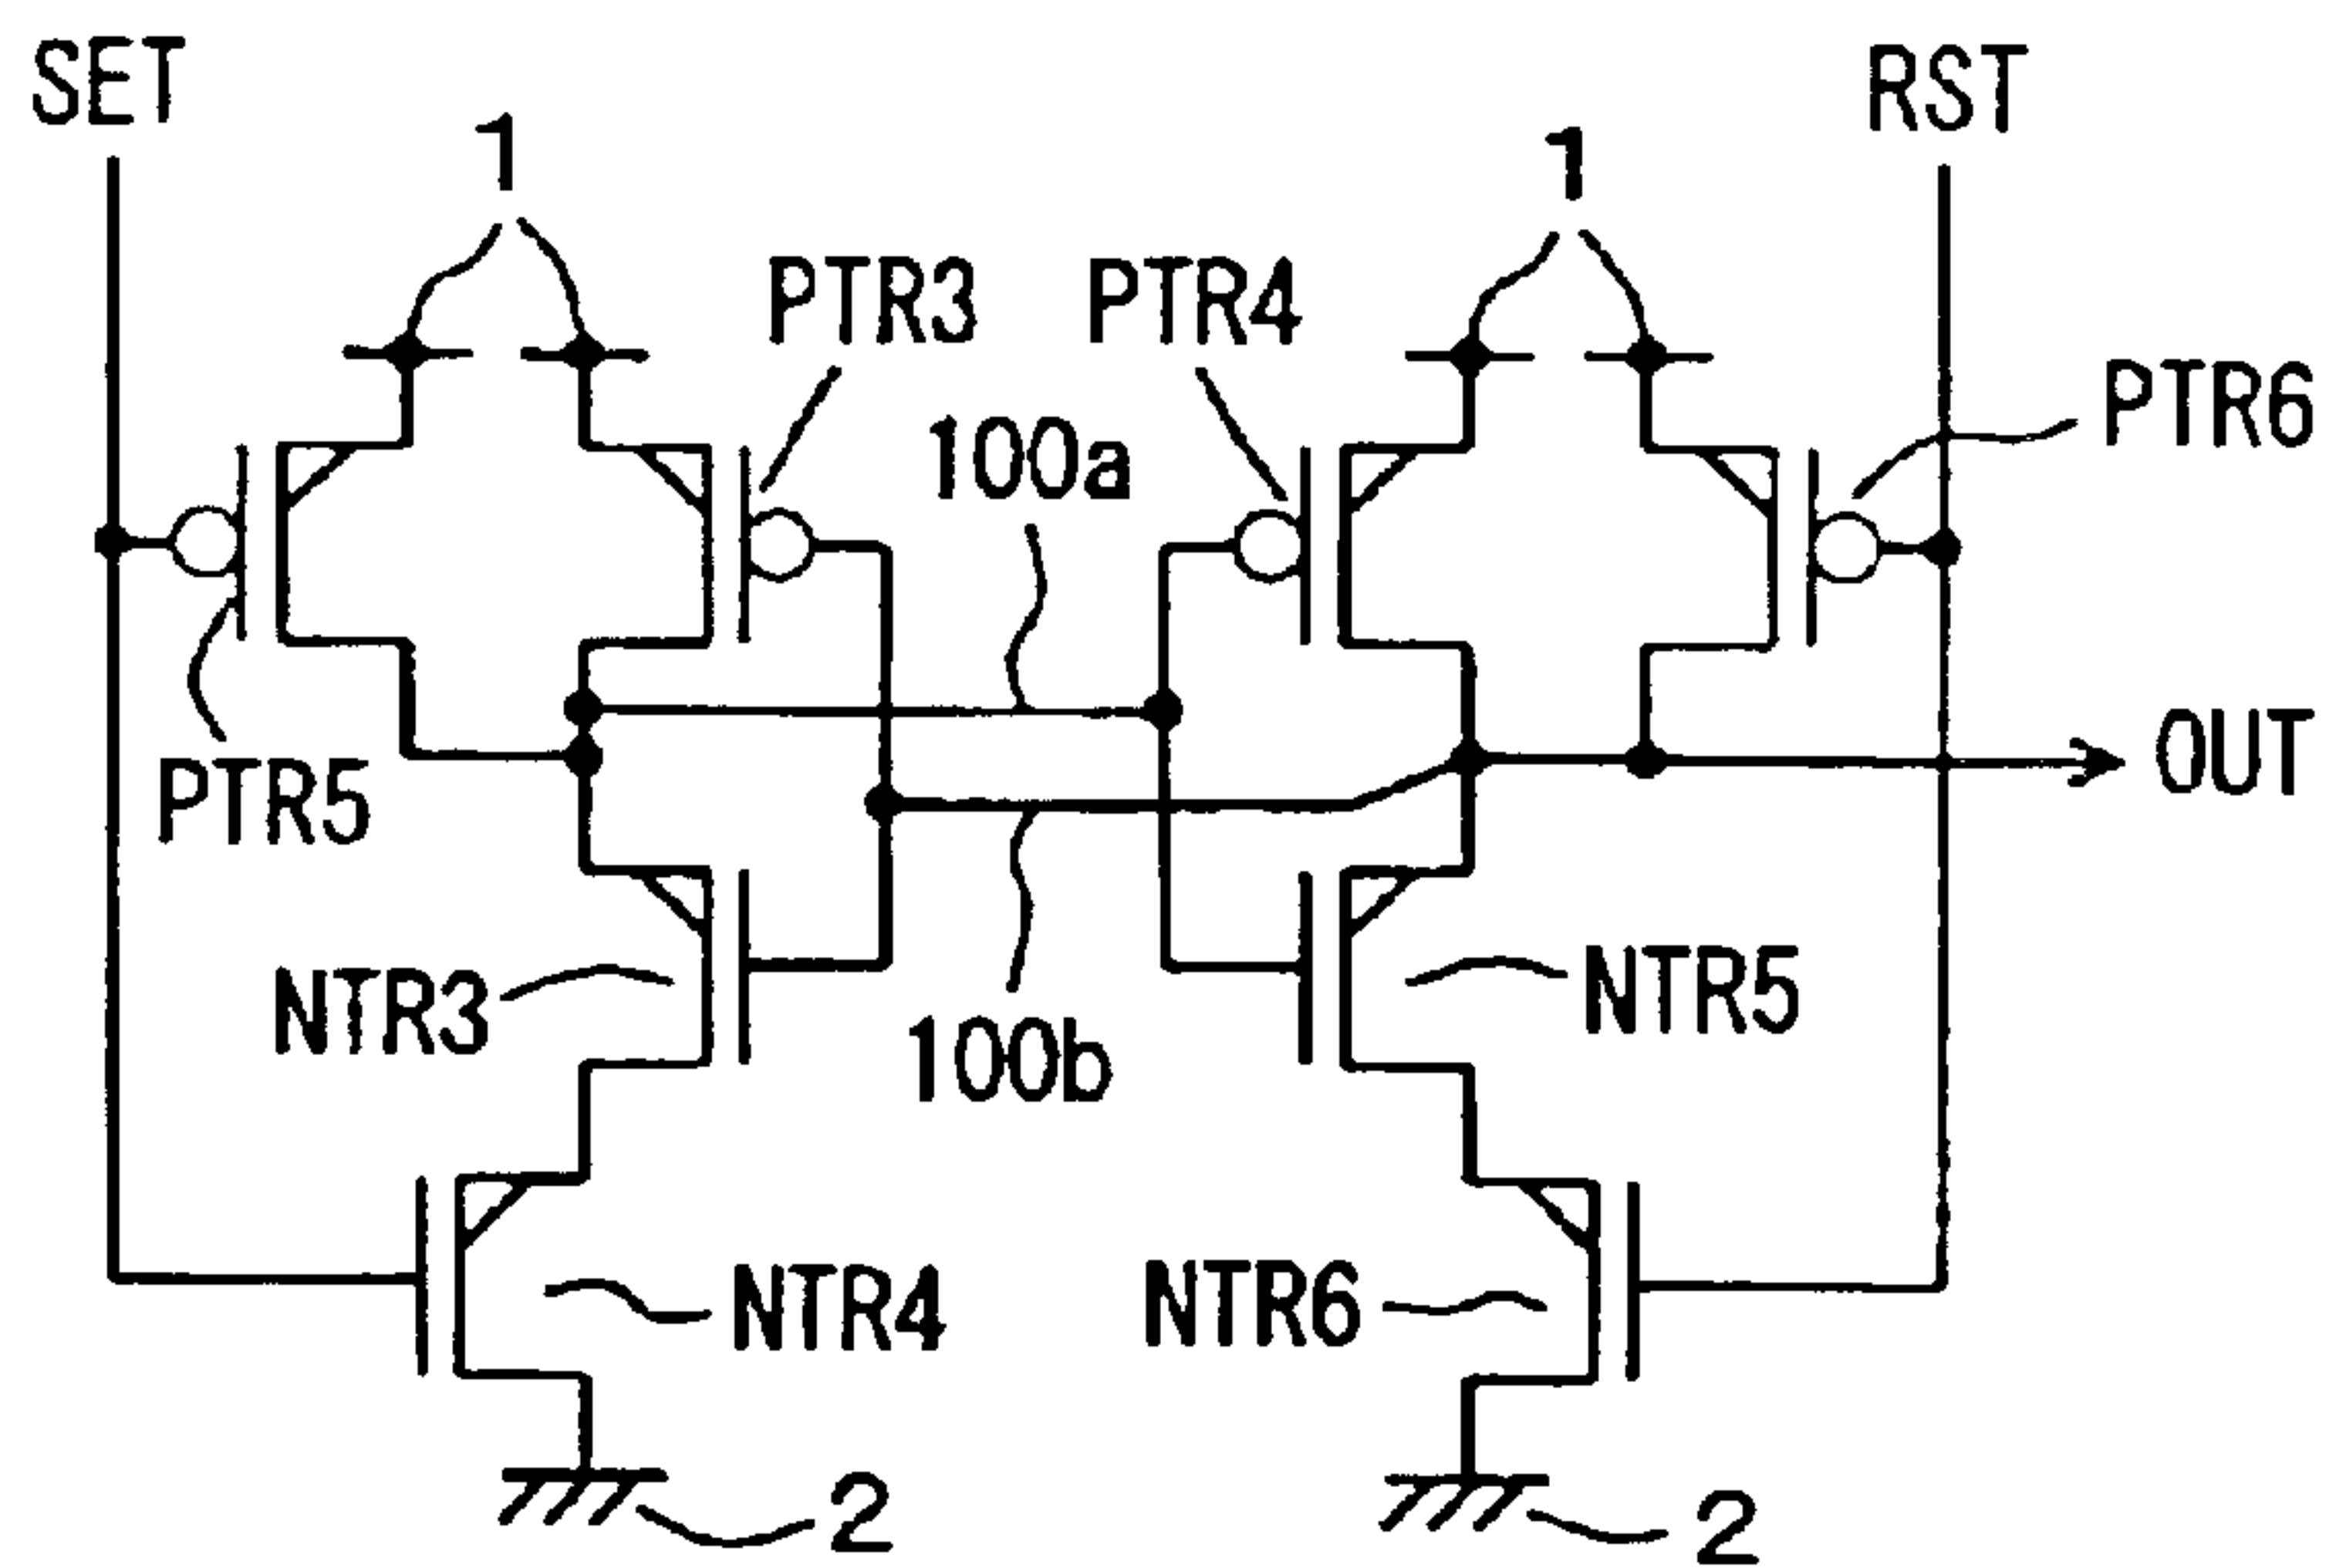 SET
RST
1
1
PTR3
PTR4
PTR6
100a
OUT
PTR5
NTR3
NTR5
100b
NTR4
NTR6
2
2